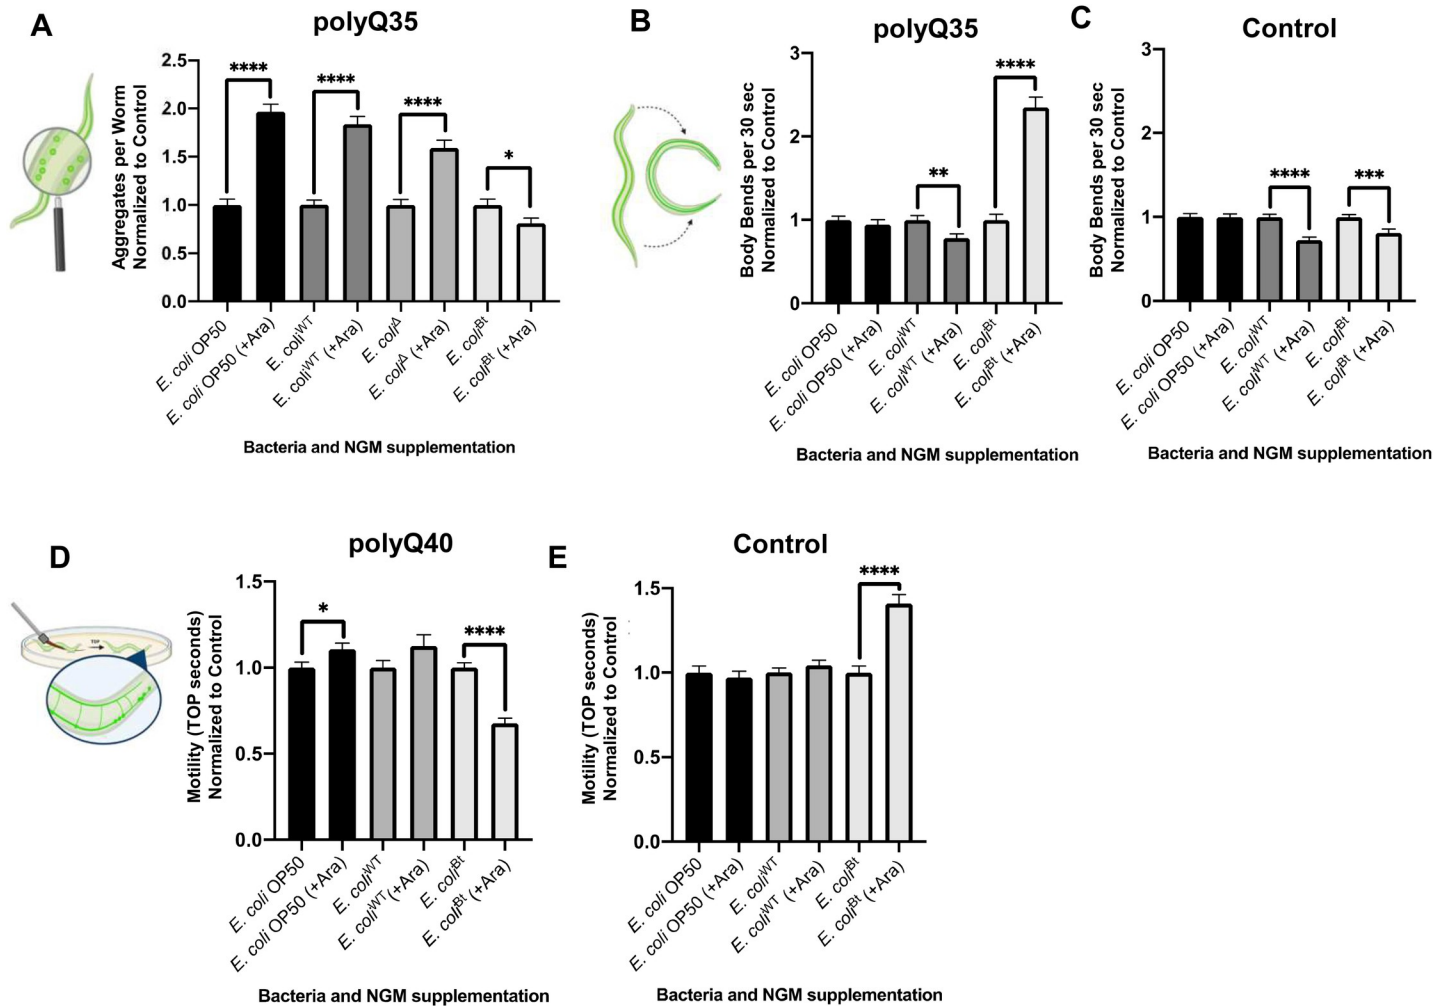 A
polyQ35
Aggregates per Worm
Normalized to Control
2.5
2.0
1.5
1.0
0.5
0.0
****
****
****
*
E. coli OP50
E. coli OP50 (+Ara)
E. coliWT
E. coliWT (+Ara)
E. coliΔ
E. coliΔ (+Ara)
E. coliBt
E. coliBt (+Ara)
Bacteria and NGM supplementation
B
polyQ35
Body Bends per 30 sec
Normalized to Control
3
2
1
0
**
****
E. coli OP50
E. coli OP50 (+Ara)
E. coliWT
E. coliWT (+Ara)
E. coliBt
E. coliBt (+Ara)
Bacteria and NGM supplementation
C
Control
Body Bends per 30 sec
Normalized to Control
3
2
1
0
****
***
E. coli OP50
E. coli OP50 (+Ara)
E. coliWT
E. coliWT (+Ara)
E. coliBt
E. coliBt (+Ara)
Bacteria and NGM supplementation
D
polyQ40
TOP
Motility (TOP seconds)
Normalized to Control
1.5
1.0
0.5
0.0
*
****
E. coli OP50
E. coli OP50 (+Ara)
E. coliWT
E. coliWT (+Ara)
E. coliBt
E. coliBt (+Ara)
Bacteria and NGM supplementation
E
Control
Motility (TOP seconds)
Normalized to Control
1.5
1.0
0.5
0.0
****
E. coli OP50
E. coli OP50 (+Ara)
E. coliWT
E. coliWT (+Ara)
E. coliBt
E. coliBt (+Ara)
Bacteria and NGM supplementation